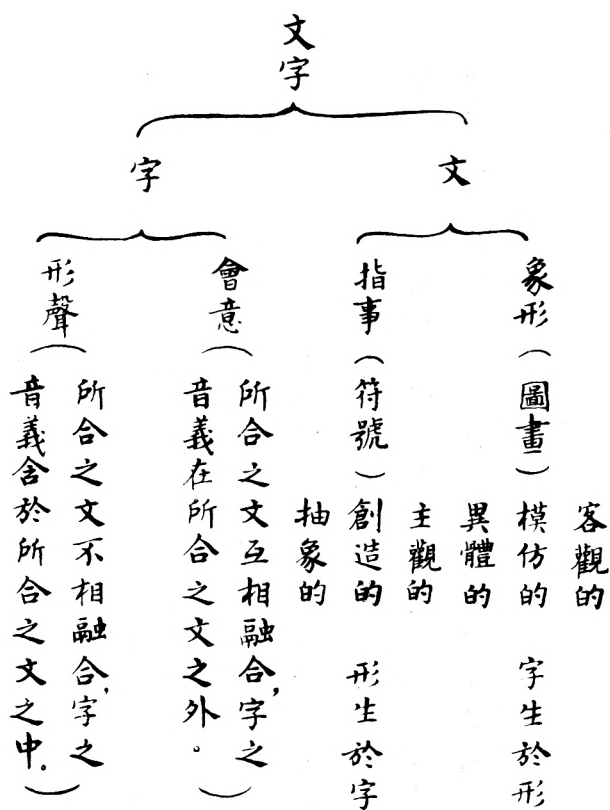 文字
文
字
象形(圖畫)
客觀的
模仿的
異體的
字生於形
指事(符號)
主觀的
創造的
抽象的
形生於字
會意(所合之文互相融合,字之
音義在所合之文之外。)
形聲(所合之文不相融合,字之
音義含於所合之文之中。)